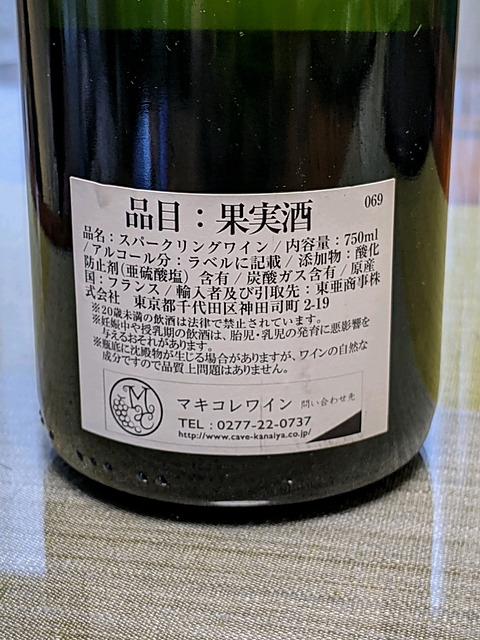 069
品目：果実酒
品名：スパークリングワイン/内容量：750ml
/アルコール分：ラベルに記載/添加物：酸化
防止剤(亜硫酸塩) 含有/炭酸ガス含有/原産
国：フランス/輸入者及び引取先：東亜商事株
式会社 東京都千代田区神田司町2-19
※20歳未満の飲酒は法律で禁止されています。
※妊娠中や授乳期の飲酒は、胎児・乳児の発育に悪影響を
与えるおそれがあります。
※瓶底に沈殿物が生じる場合がありますが、ワインの自然な
成分ですので品質上問題はありません。
M
マキコレワイン 問い合わせ先
TEL：0277-22-0737
http://www.cave-kanaiya.co.jp/